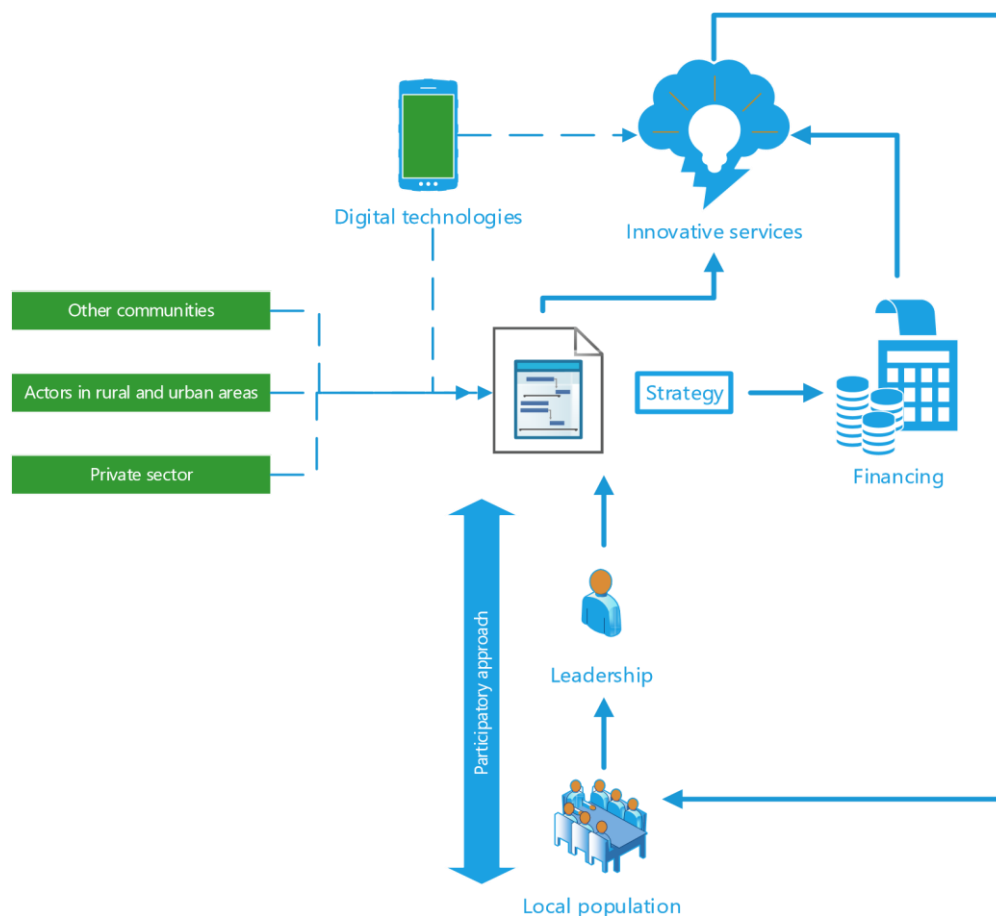 Digital technologies
Innovative services
Other communities
Actors in rural and urban areas
Strategy
Private sector
Financing
Participatory approach
Leadership
Local population